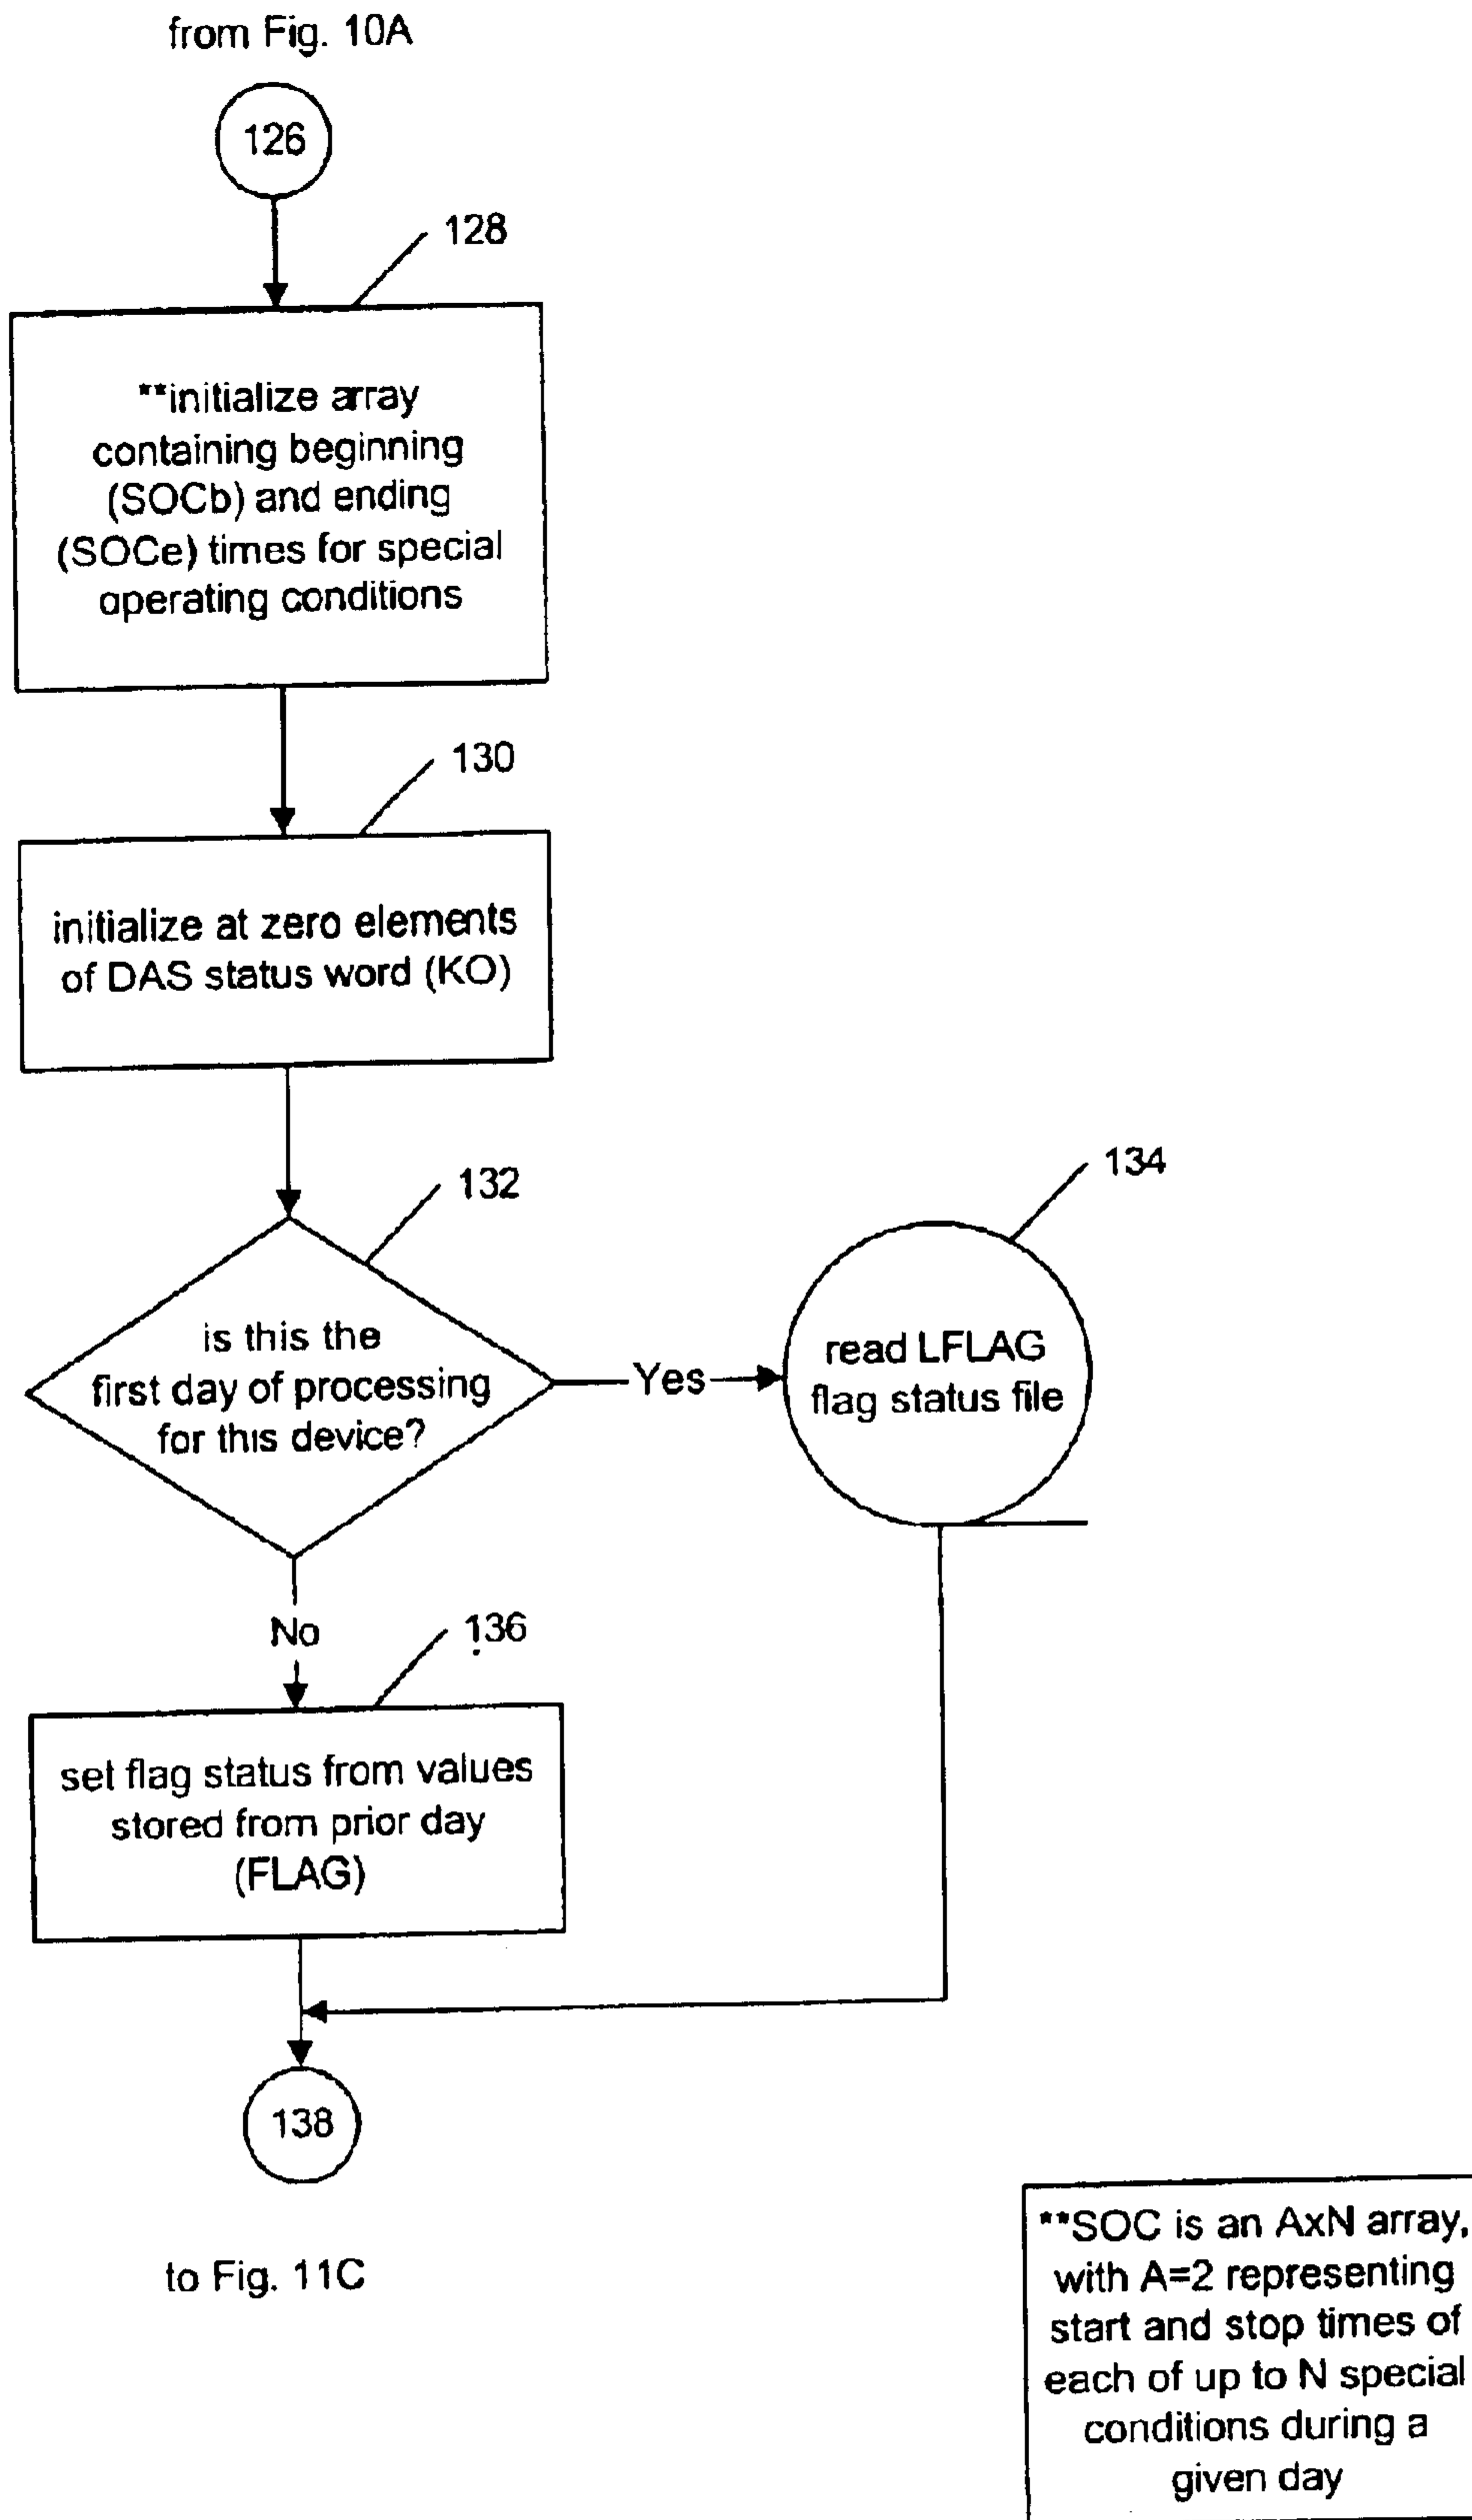 from Fig. 10A
126
128
**initialize array
containing beginning
(SOCb) and ending
(SOCe) times for special
operating conditions
130
initialize at zero elements
of DAS status word (KO)
132
134
is this the
first day of processing
for this device?
Yes
read LFLAG
flag status file
No
136
set flag status from values
stored from prior day
(FLAG)
138
to Fig. 11C
**SOC is an AxN array,
with A=2 representing
start and stop times of
each of up to N special
conditions during a
given day